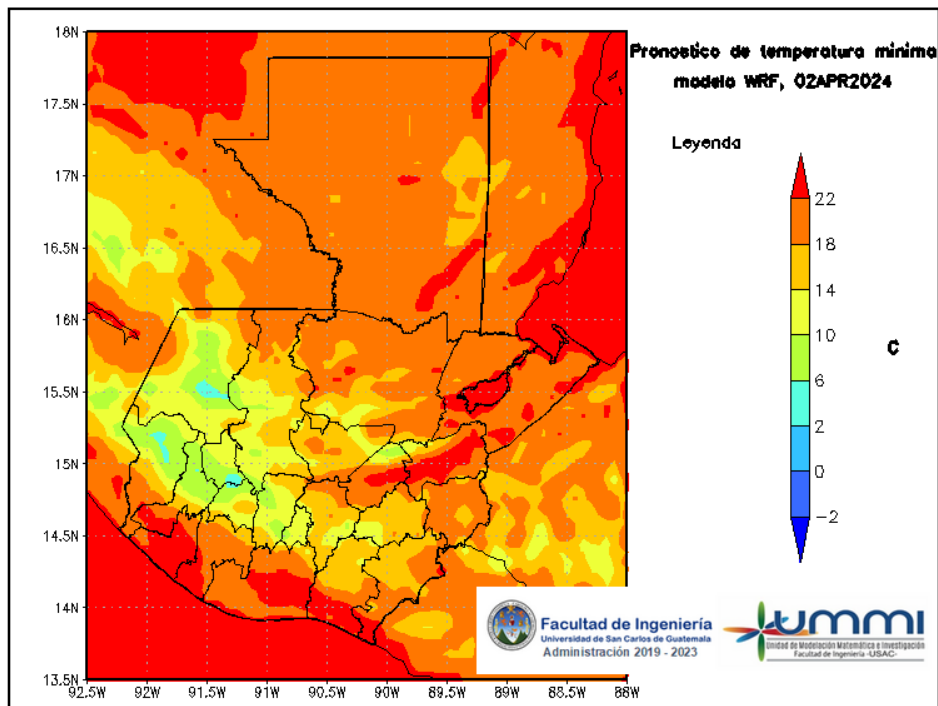 Pronostico de temperatura minima
modelo WRF, 02APR2024
Leyenda
22
18
14
10
6
2
0
−2
C
18N
17.5N
17N
16.5N
16N
15.5N
15N
14.5N
14N
13.5N
92.5W 92W 91.5W 91W 90.5W 90W 89.5W 89W 88.5W 88W
Facultad de Ingeniería
Universidad de San Carlos de Guatemala
Administración 2019 - 2023
ummi
Unidad de Modelación Matemática e Investigación
Facultad de Ingeniería -USAC-